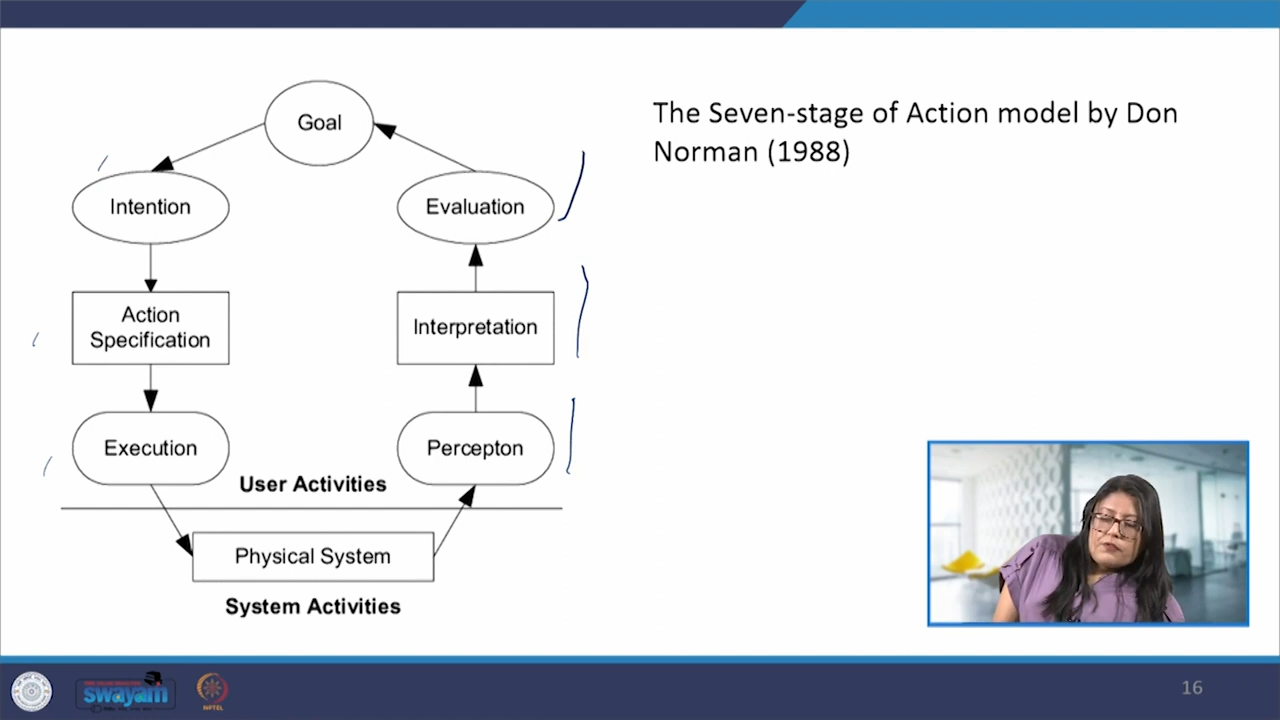 The Seven-stage of Action model by Don
Norman (1988)
Goal
Intention
Evaluation
Action
Specification
Interpretation
Execution
Percepton
User Activities
Physical System
System Activities
swayam
NPTEL
16